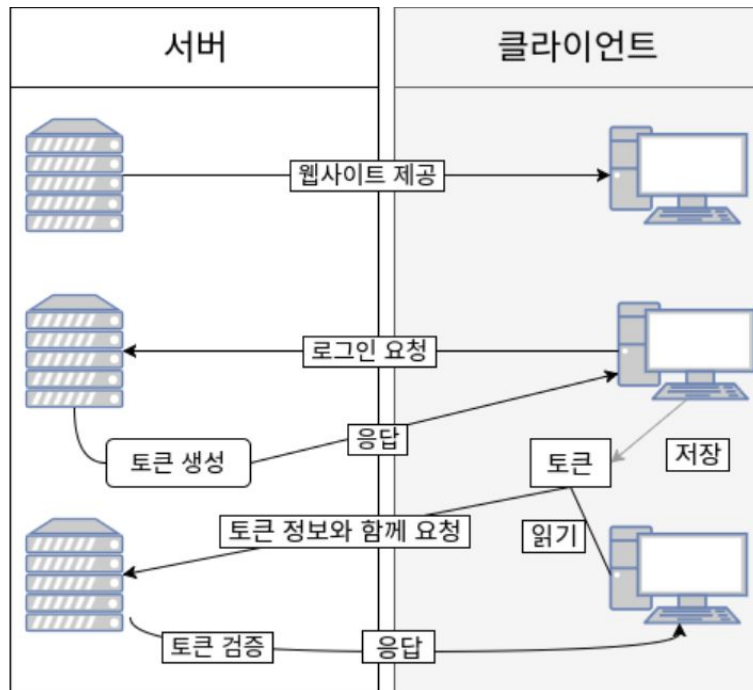 서버
클라이언트
웹사이트 제공
로그인 요청
응답
토큰 생성
토큰
저장
토큰 정보와 함께 요청
읽기
토큰 검증
응답